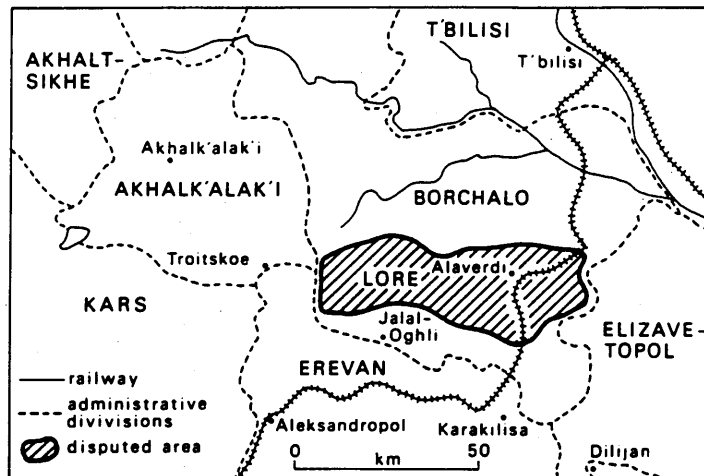 T'BILISI
AKHALT-
SIKHE
T'bilisi
Akhalk'alak'i
AKHALK'ALAK'I
BORCHALO
Troitskoe
LORE
Alaverdi
KARS
Jalal-
Oghli
ELIZAVE-
TOPOL
EREVAN
railway
administrative
divivisions
disputed area
Aleksandropol
Karakilisa
0 50
km
Dilijan